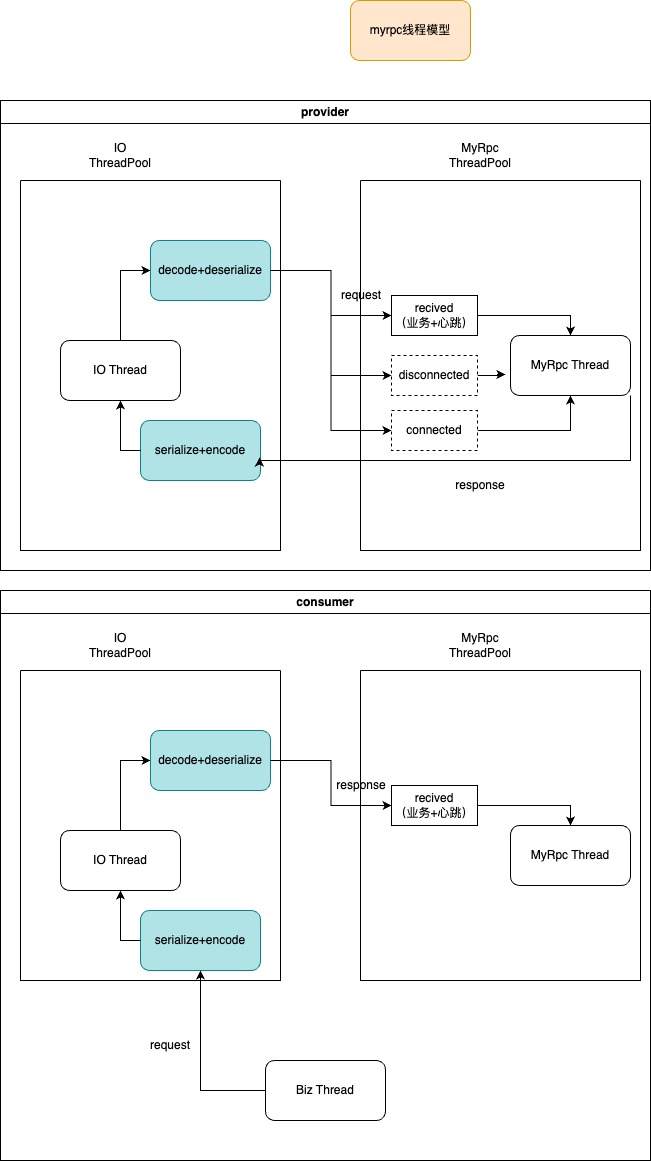 myrpc线程模型
provider
IO
ThreadPool
MyRpc
ThreadPool
decode+deserialize
request
recived
(业务+心跳)
IO Thread
disconnected
MyRpc Thread
connected
serialize+encode
response
consumer
IO
ThreadPool
MyRpc
ThreadPool
decode+deserialize
response
recived
(业务+心跳)
IO Thread
MyRpc Thread
serialize+encode
request
Biz Thread